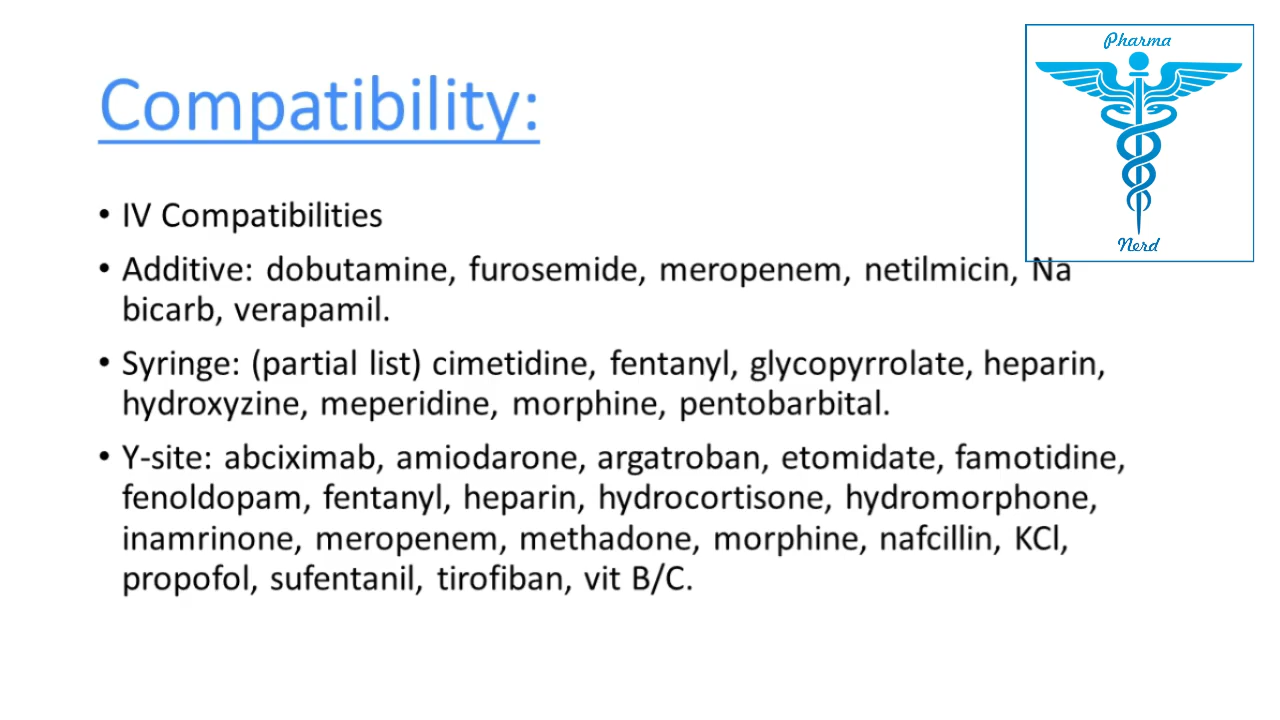 Pharma
Nerd
Compatibility:
• IV Compatibilities
• Additive: dobutamine, furosemide, meropenem, netilmicin, Na
bicarb, verapamil.
• Syringe: (partial list) cimetidine, fentanyl, glycopyrrolate, heparin,
hydroxyzine, meperidine, morphine, pentobarbital.
• Y-site: abciximab, amiodarone, argatroban, etomidate, famotidine,
fenoldopam, fentanyl, heparin, hydrocortisone, hydromorphone,
inamrinone, meropenem, methadone, morphine, nafcillin, KCl,
propofol, sufentanil, tirofiban, vit B/C.